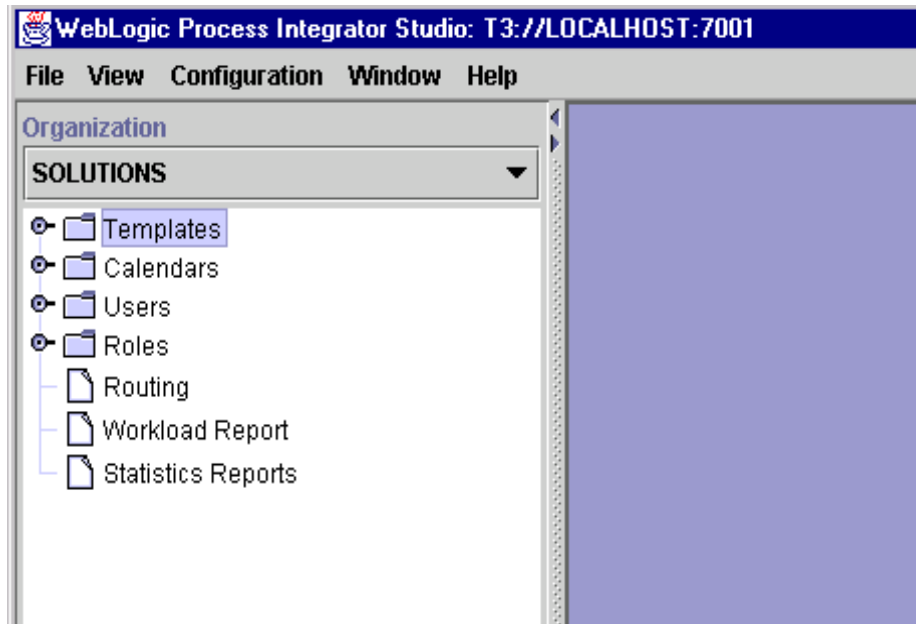 WebLogic Process Integrator Studio: T3://LOCALHOST:7001
File View Configuration Window Help
Organization
SOLUTIONS
Templates
Calendars
Users
Roles
Routing
Workload Report
Statistics Reports